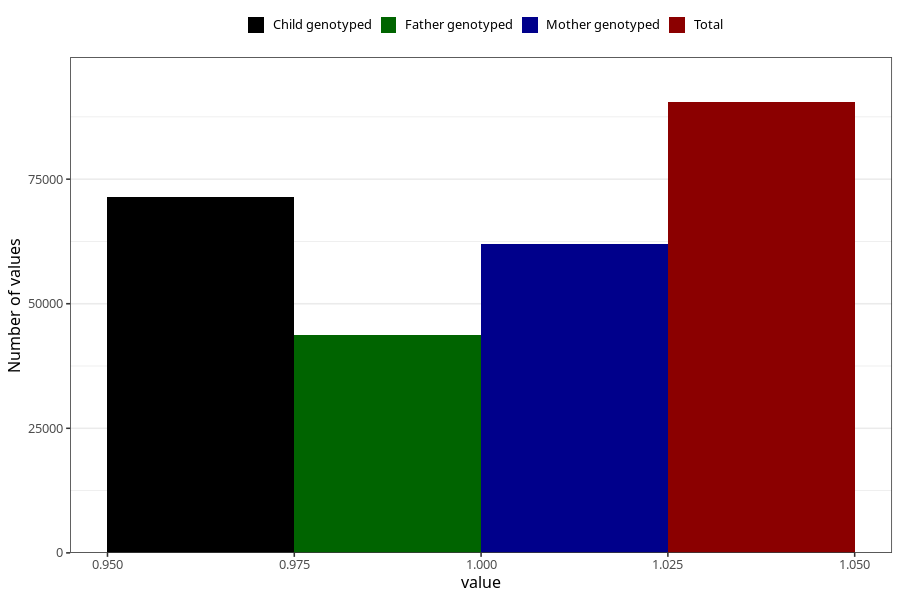 Child genotyped Father genotyped Mother genotyped Total
Number of values
75000
50000
25000
0
0.950 0.975 1.000 1.025 1.050
value